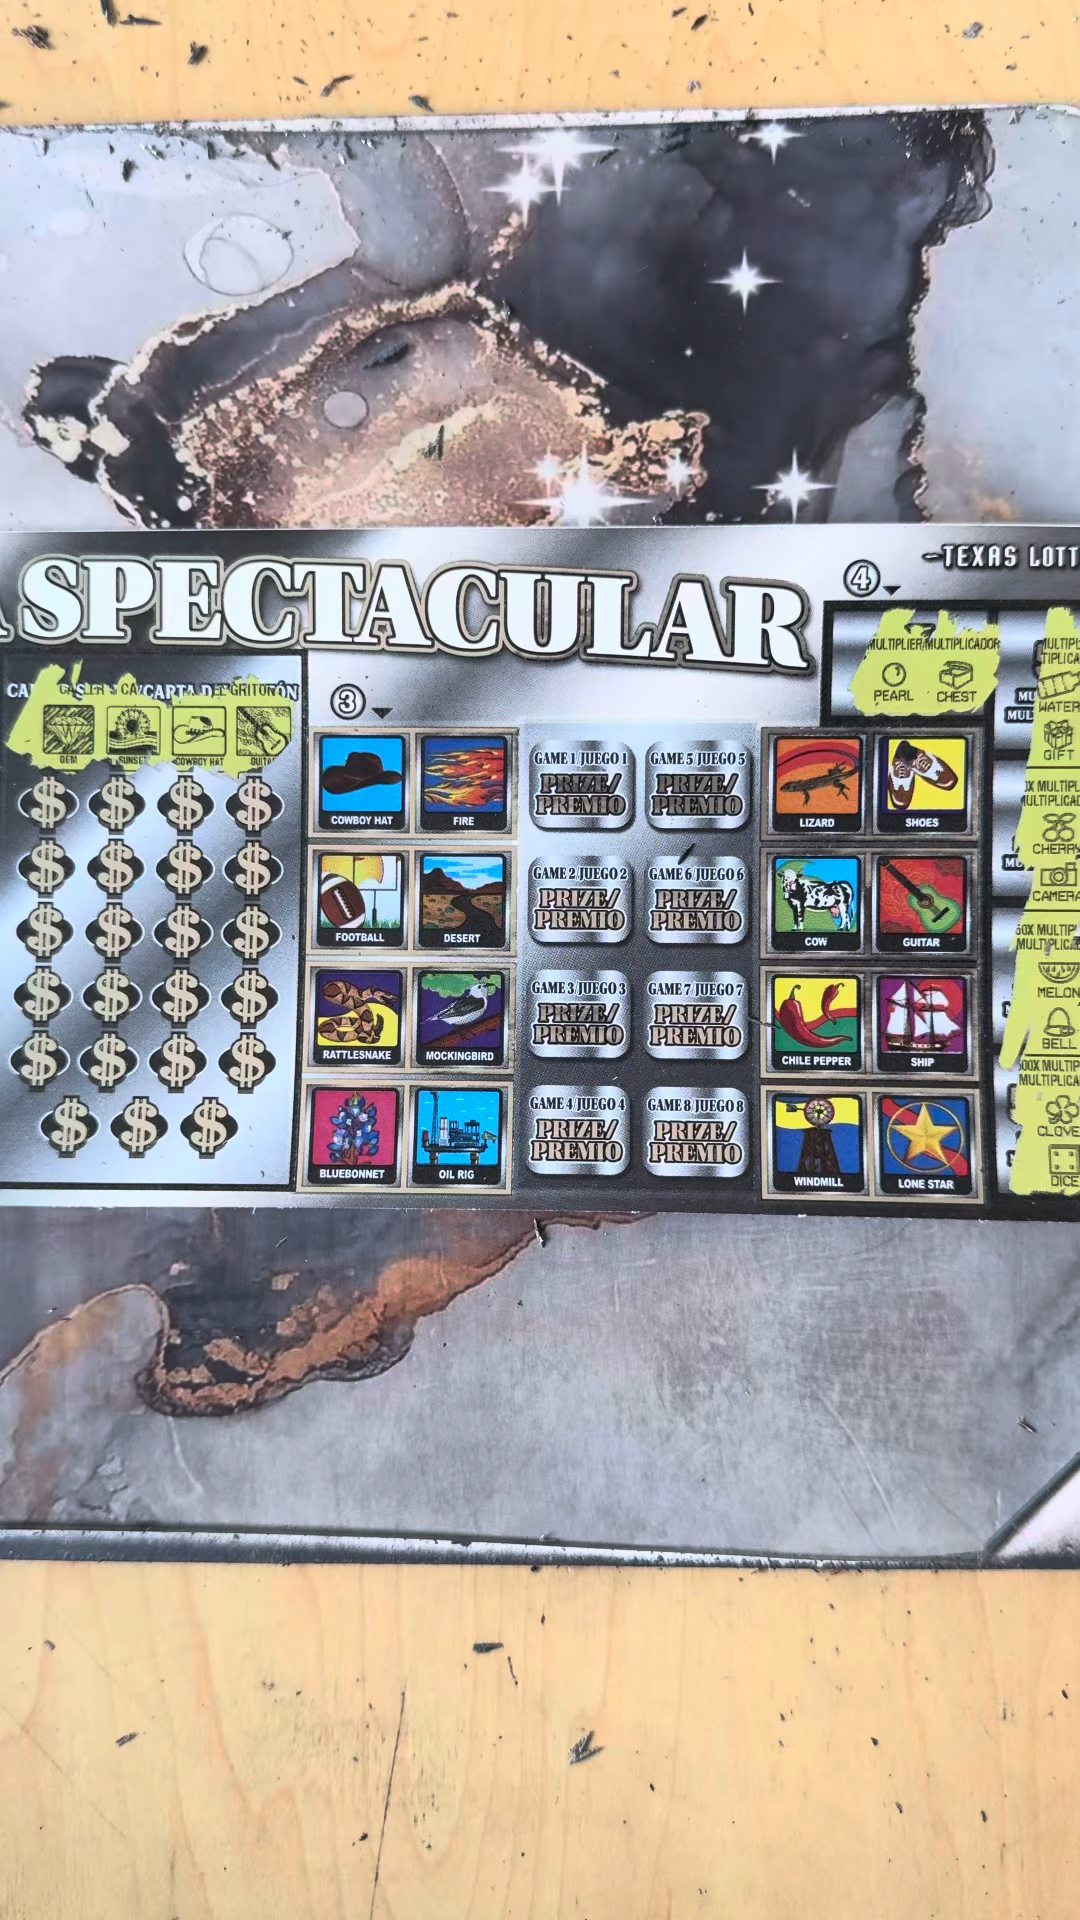 SPECTACULAR
TEXAS LOTT
4
MULTIPLIER/MULTIPLICADOR
PEARL CHEST
GEM SUNSET COWBOY HAT GUITAR
3
COWBOY HAT FIRE
GAME 1/JUEGO 1 GAME 5/JUEGO 5
PRIZE/ PRIZE/
PREMIO PREMIO
LIZARD SHOES
WATER
GIFT
FOOTBALL DESERT
GAME 2/JUEGO 2 GAME 6/JUEGO 6
PRIZE/ PRIZE/
PREMIO PREMIO
COW GUITAR
CHERRY
CAMERA
RATTLESNAKE MOCKINGBIRD
GAME 3/JUEGO 3 GAME 7/JUEGO 7
PRIZE/ PRIZE/
PREMIO PREMIO
CHILE PEPPER SHIP
MELON
BELL
BLUEBONNET OIL RIG
GAME 4/JUEGO 4 GAME 8/JUEGO 8
PRIZE/ PRIZE/
PREMIO PREMIO
WINDMILL LONE STAR
CLOVE
DICE
$ $ $ $
$ $ $ $
$ $ $ $
$ $ $ $
$ $ $ $
$ $ $